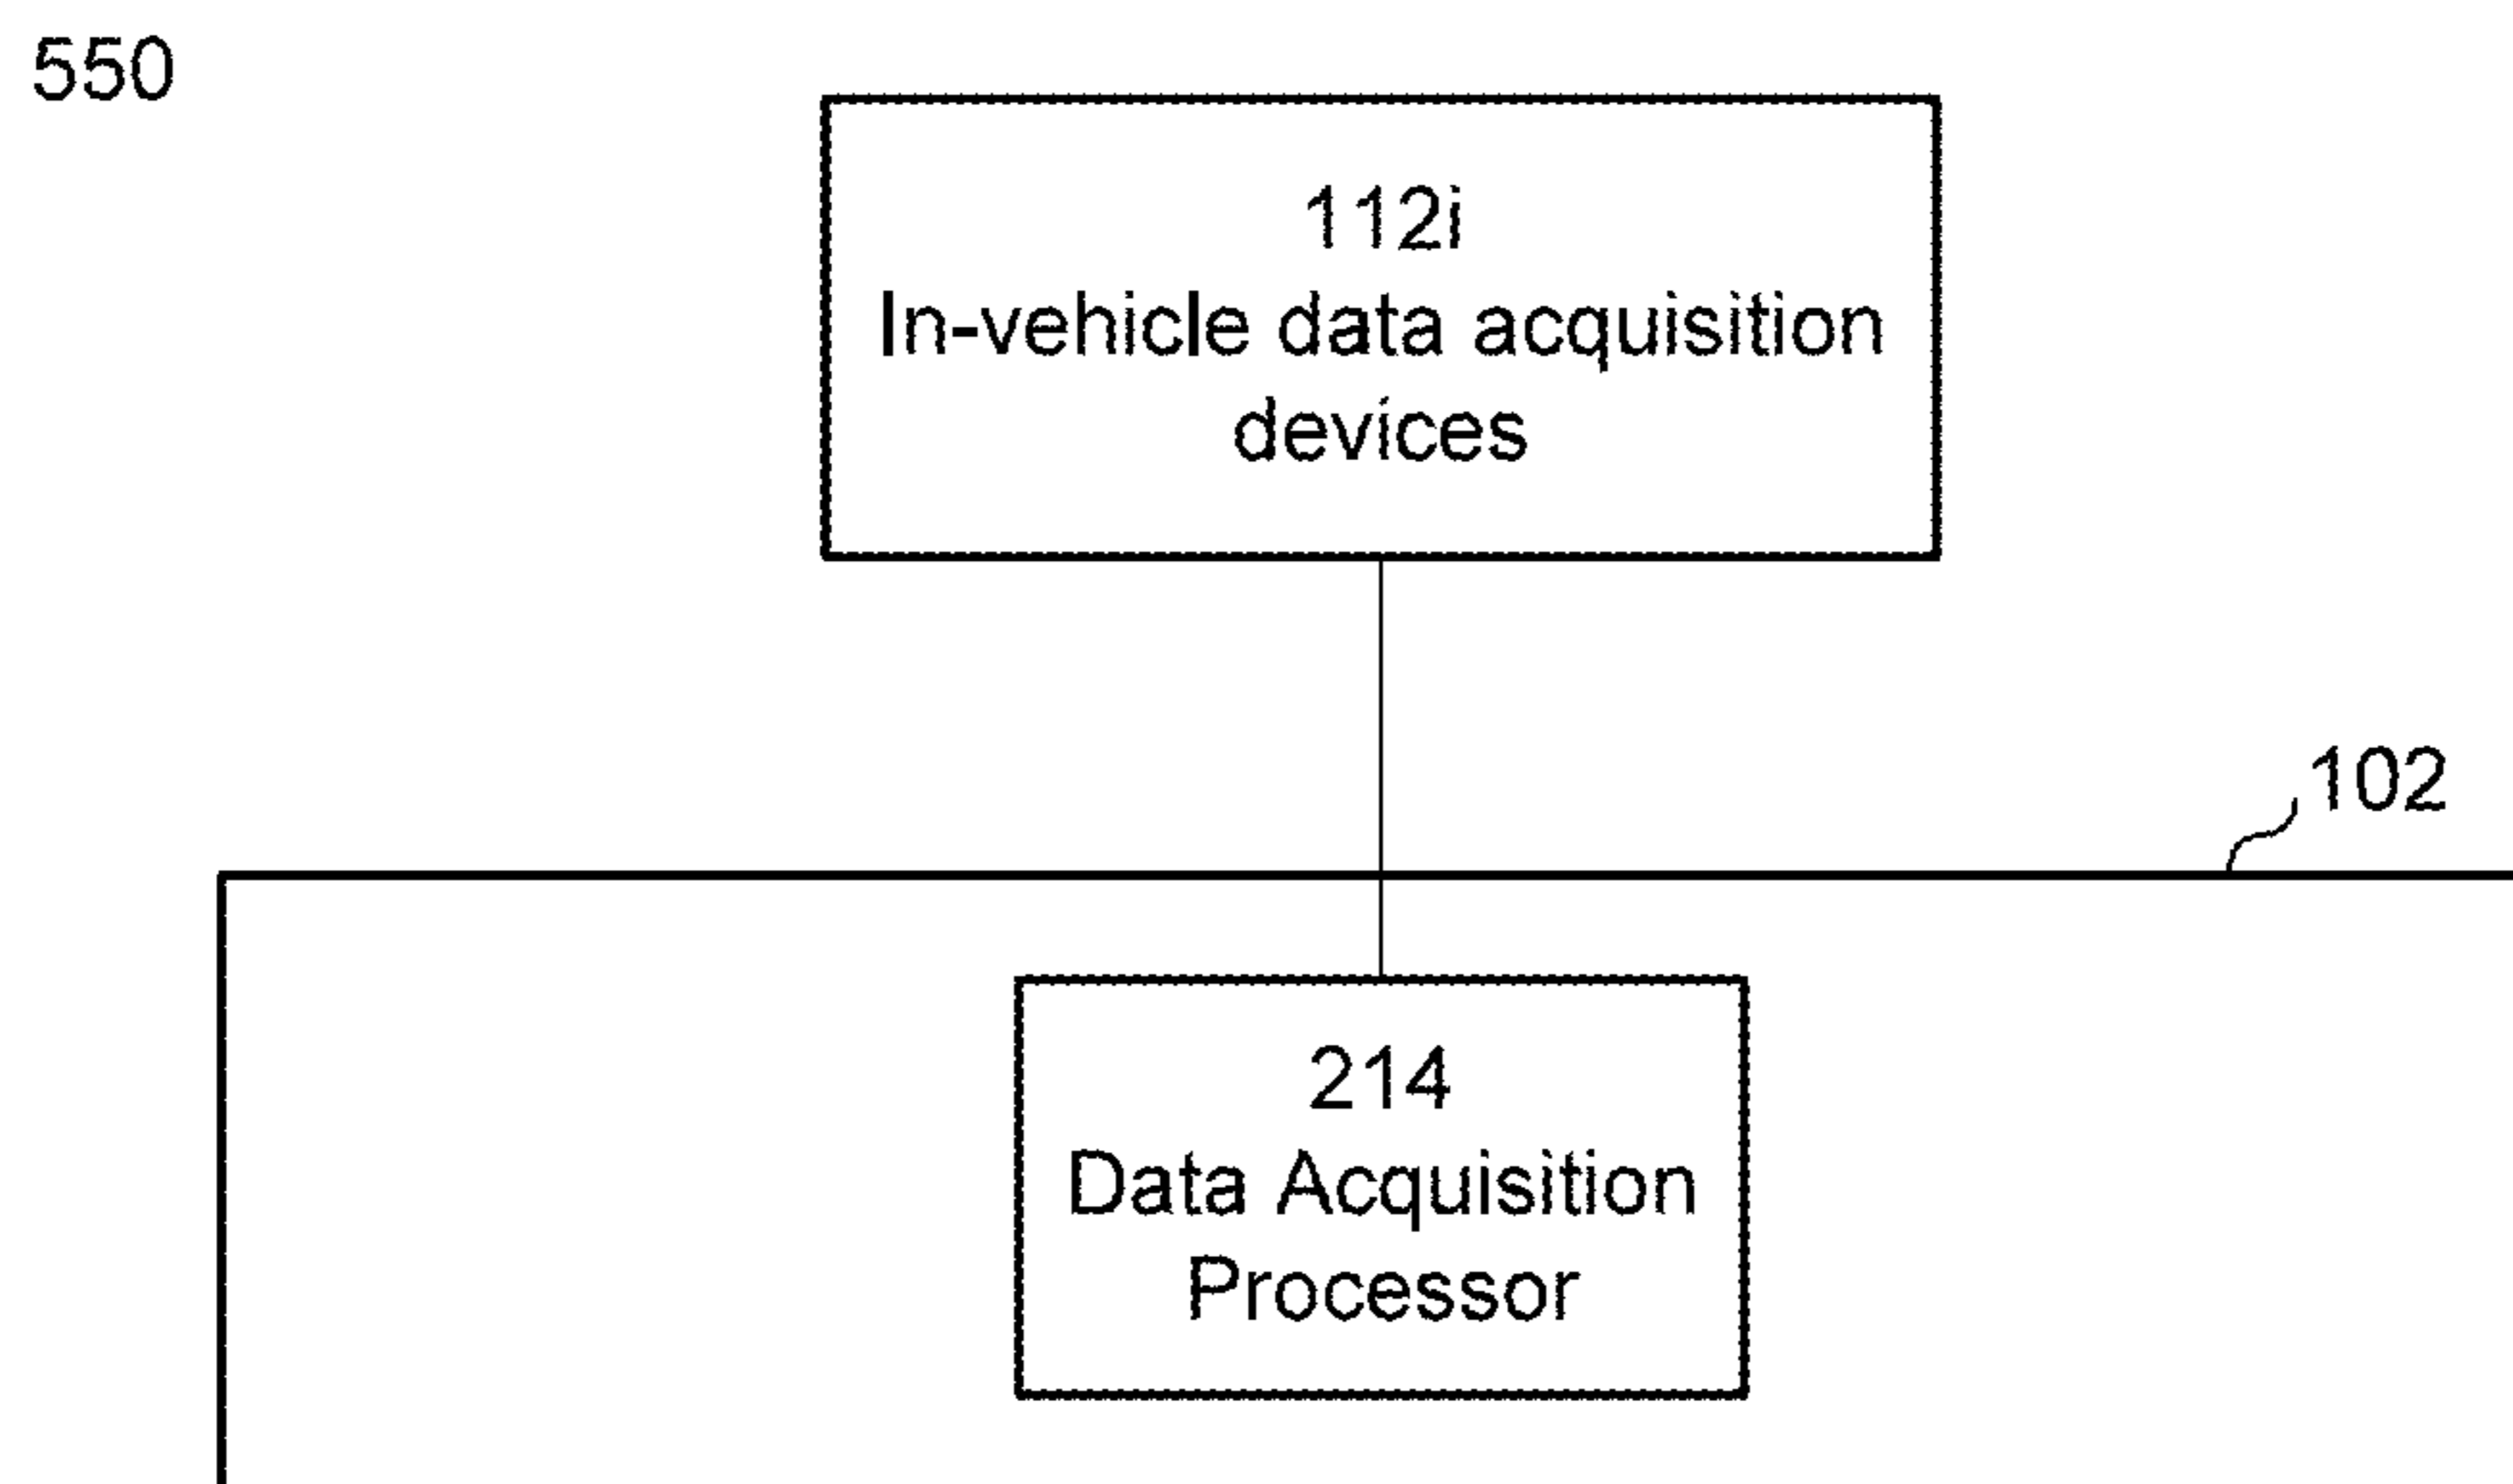 550
112i
In-vehicle data acquisition
devices
102
214
Data Acquisition
Processor